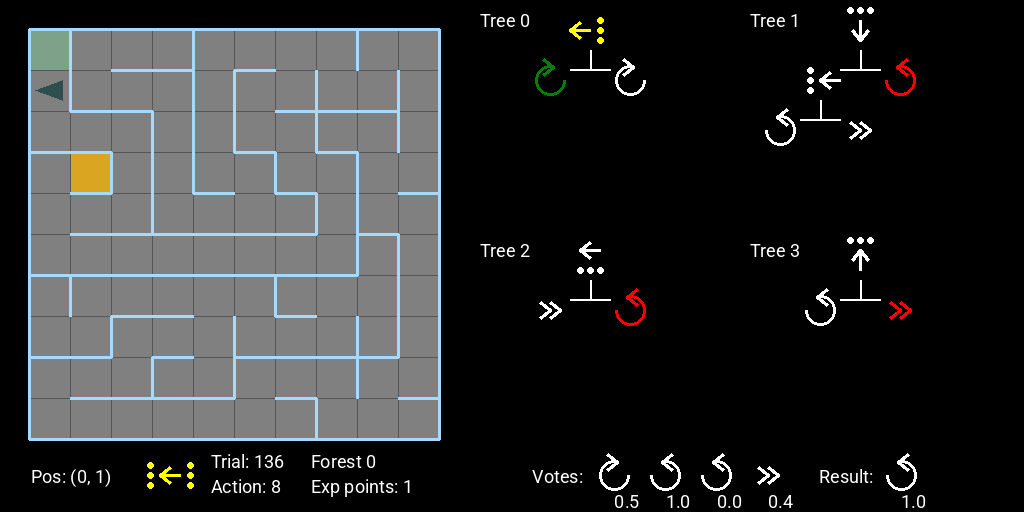 Tree 0
Tree 1
Tree 2
Tree 3
Pos: (0, 1)
Trial: 136
Forest 0
Action: 8
Exp points: 1
Votes:
0.5
1.0
0.0
0.4
Result:
1.0